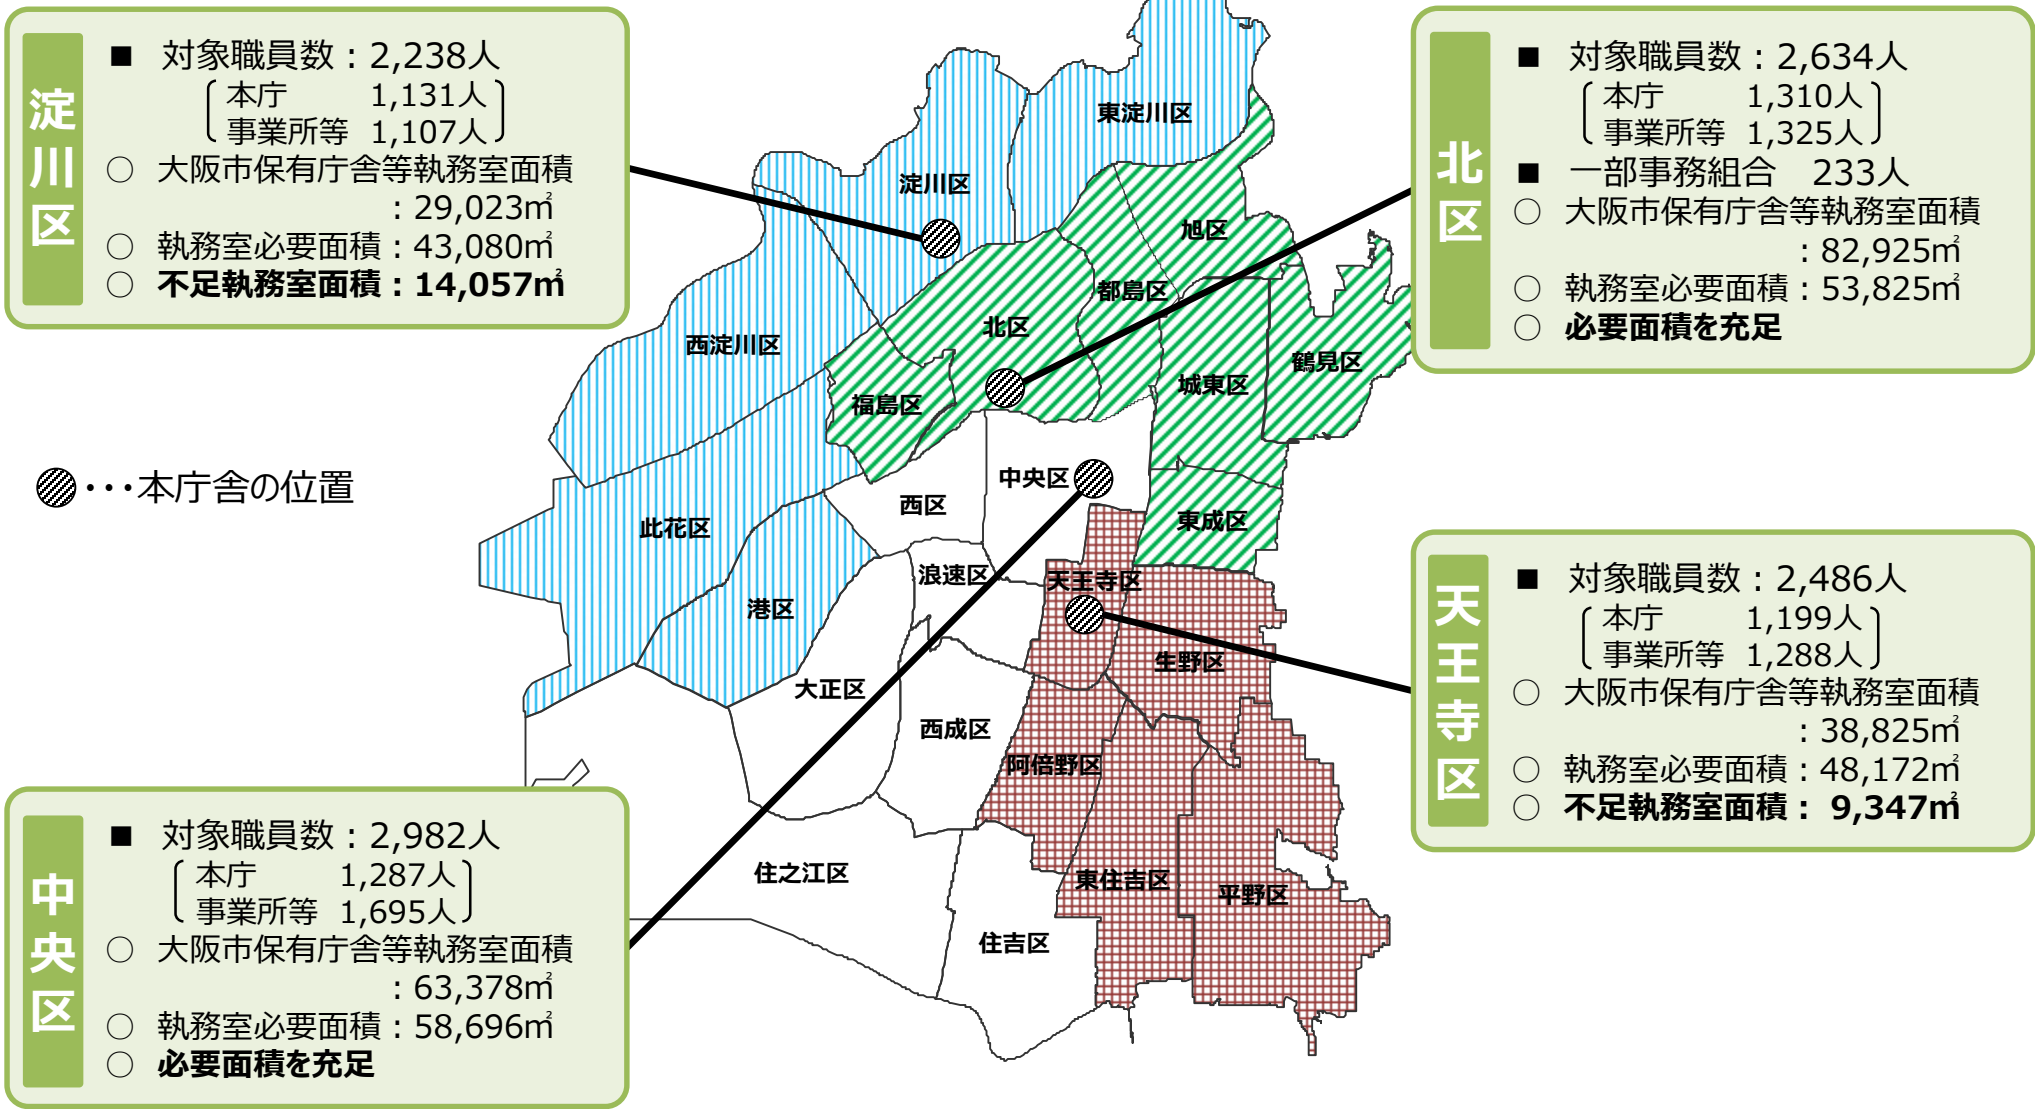 淀川区
■ 対象職員数：2,238人
本庁 1,131人
事業所等 1,107人
○ 大阪市保有庁舎等執務室面積
：29,023㎡
○ 執務室必要面積：43,080㎡
○ 不足執務室面積：14,057㎡
北区
■ 対象職員数：2,634人
本庁 1,310人
事業所等 1,325人
■ 一部事務組合 233人
○ 大阪市保有庁舎等執務室面積
：82,925㎡
○ 執務室必要面積：53,825㎡
○ 必要面積を充足
東淀川区
淀川区
旭区
都島区
北区
西淀川区
鶴見区
城東区
福島区
中央区
西区
東成区
此花区
浪速区
天王寺区
港区
生野区
大正区
西成区
阿倍野区
住之江区
東住吉区
平野区
住吉区
・・・本庁舎の位置
天王寺区
■ 対象職員数：2,486人
本庁 1,199人
事業所等 1,288人
○ 大阪市保有庁舎等執務室面積
：38,825㎡
○ 執務室必要面積：48,172㎡
○ 不足執務室面積： 9,347㎡
中央区
■ 対象職員数：2,982人
本庁 1,287人
事業所等 1,695人
○ 大阪市保有庁舎等執務室面積
：63,378㎡
○ 執務室必要面積：58,696㎡
○ 必要面積を充足